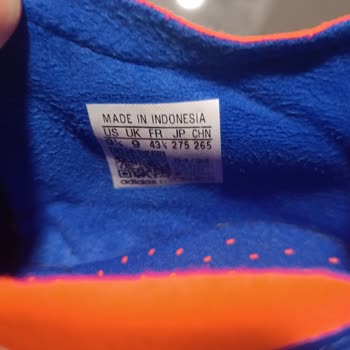 MADE IN INDONESIA
US UK FR JP CHN
9½ 9 43⅓ 275 265
adidas